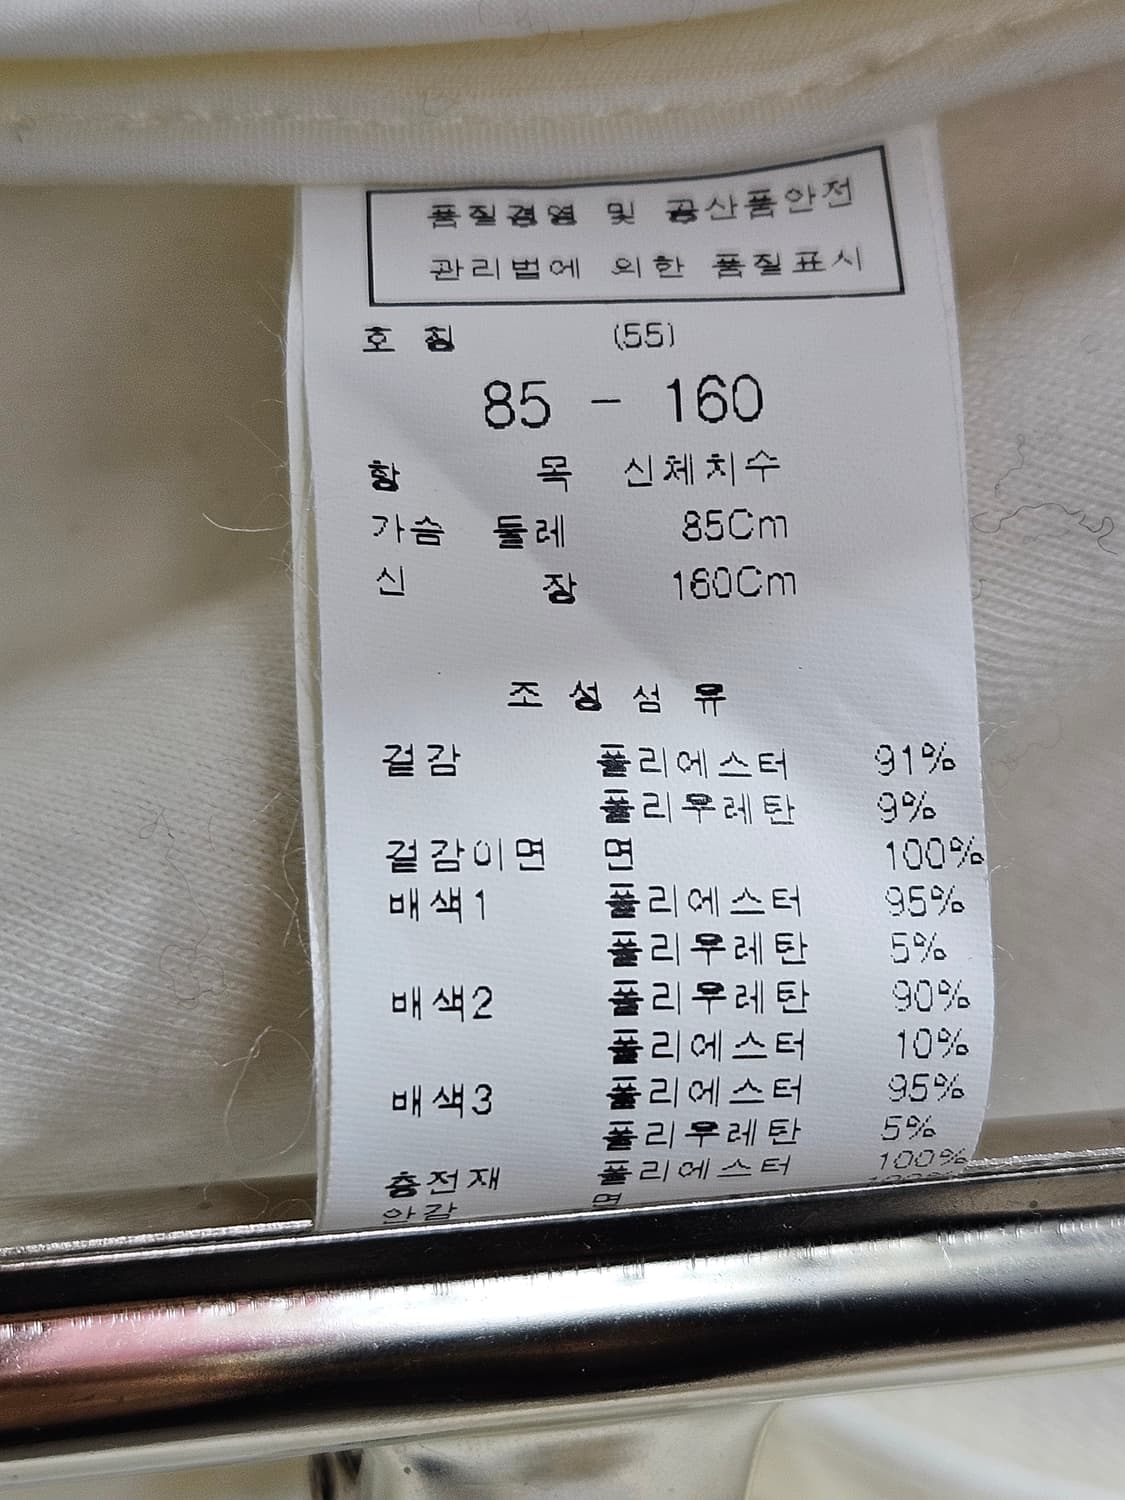 품질경영 및 공산품안전
관리법에 의한 품질표시
호 칭 (55)
85 - 160
항 목 신체치수
가슴 둘레 85Cm
신 장 160Cm
조 성 섬 유
겉감 폴리에스터 91%
폴리우레탄 9%
겉감이면 면 100%
배색1 폴리에스터 95%
폴리우레탄 5%
배색2 폴리우레탄 90%
폴리에스터 10%
배색3 폴리에스터 95%
폴리우레탄 5%
충전재 폴리에스터 100%
안감 면 100%